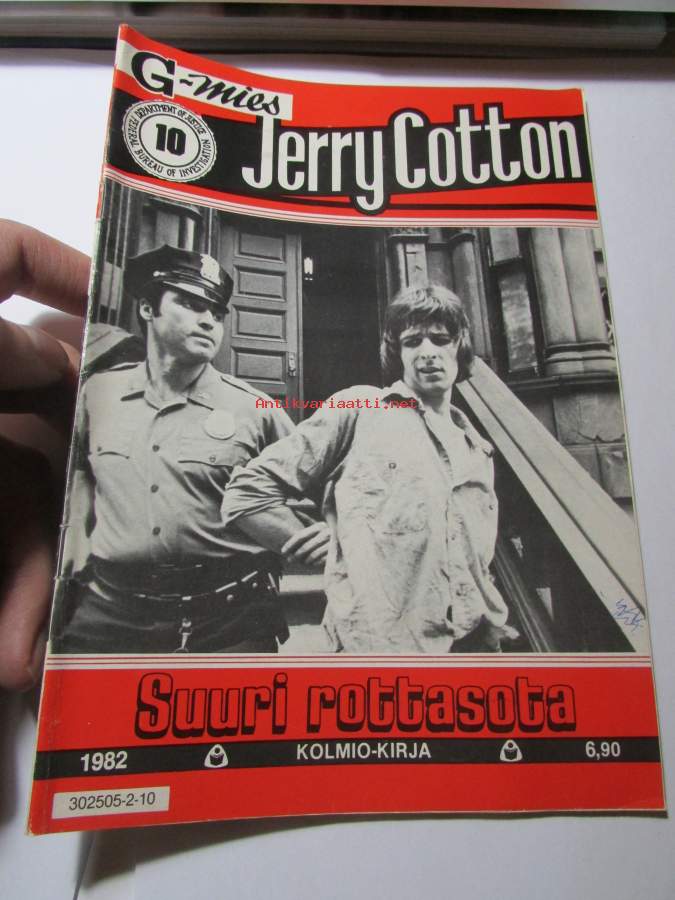 G-mies
DEPARTMENT OF JUSTICE
FEDERAL BUREAU OF INVESTIGATION
10
Jerry Cotton
Antikvariaatti.net
Suuri rottasota
1982
KOLMIO-KIRJA
6,90
302505-2-10